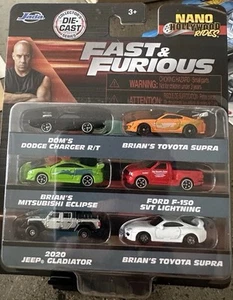 Jada
COLLECTORS
DIE-CAST
NANO
HOLLYWOOD
RIDES
FAST & FURIOUS
DOM'S
DODGE CHARGER R/T
BRIAN'S TOYOTA SUPRA
BRIAN'S
MITSUBISHI ECLIPSE
FORD F-150
SVT LIGHTNING
2020
JEEP® GLADIATOR
BRIAN'S TOYOTA SUPRA